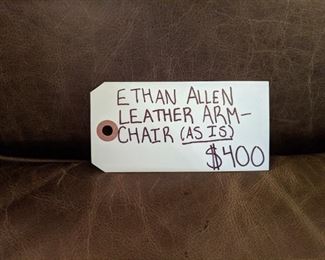 ETHAN ALLEN
LEATHER ARM-
CHAIR (AS IS)
$400